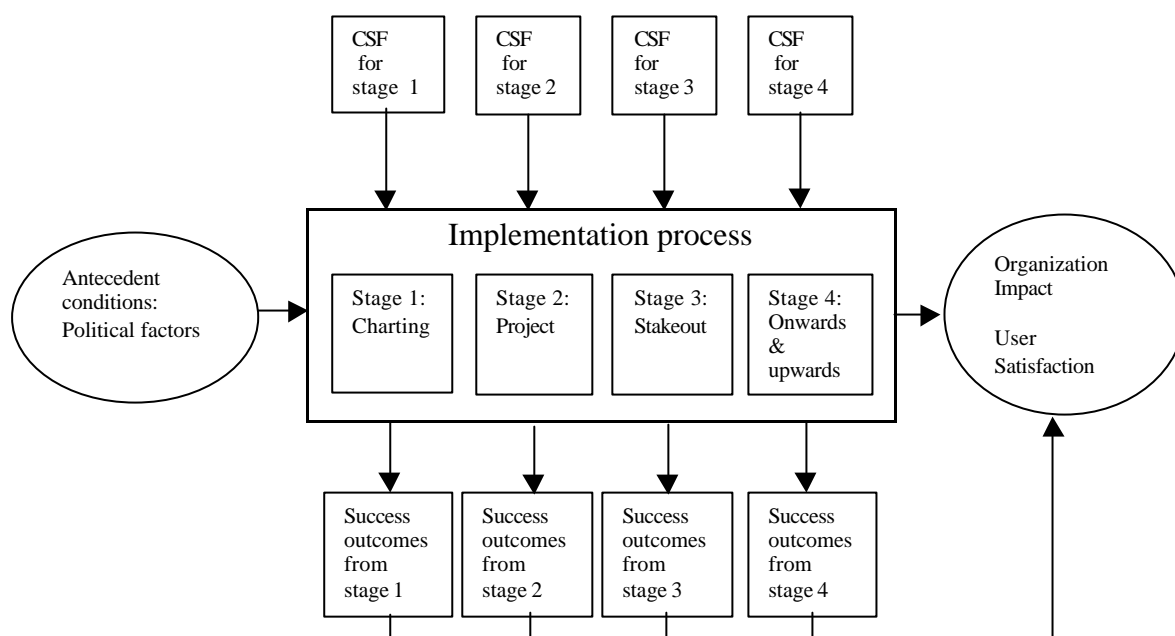 CSF
for
stage 1
CSF
for
stage 2
CSF
for
stage 3
CSF
for
stage 4
Implementation process
Antecedent
conditions:
Political factors
Stage 1:
Charting
Stage 2:
Project
Stage 3:
Stakeout
Stage 4:
Onwards
&
upwards
Organization
Impact
User
Satisfaction
Success
outcomes
from
stage 1
Success
outcomes
from
stage 2
Success
outcomes
from
stage 3
Success
outcomes
from
stage 4